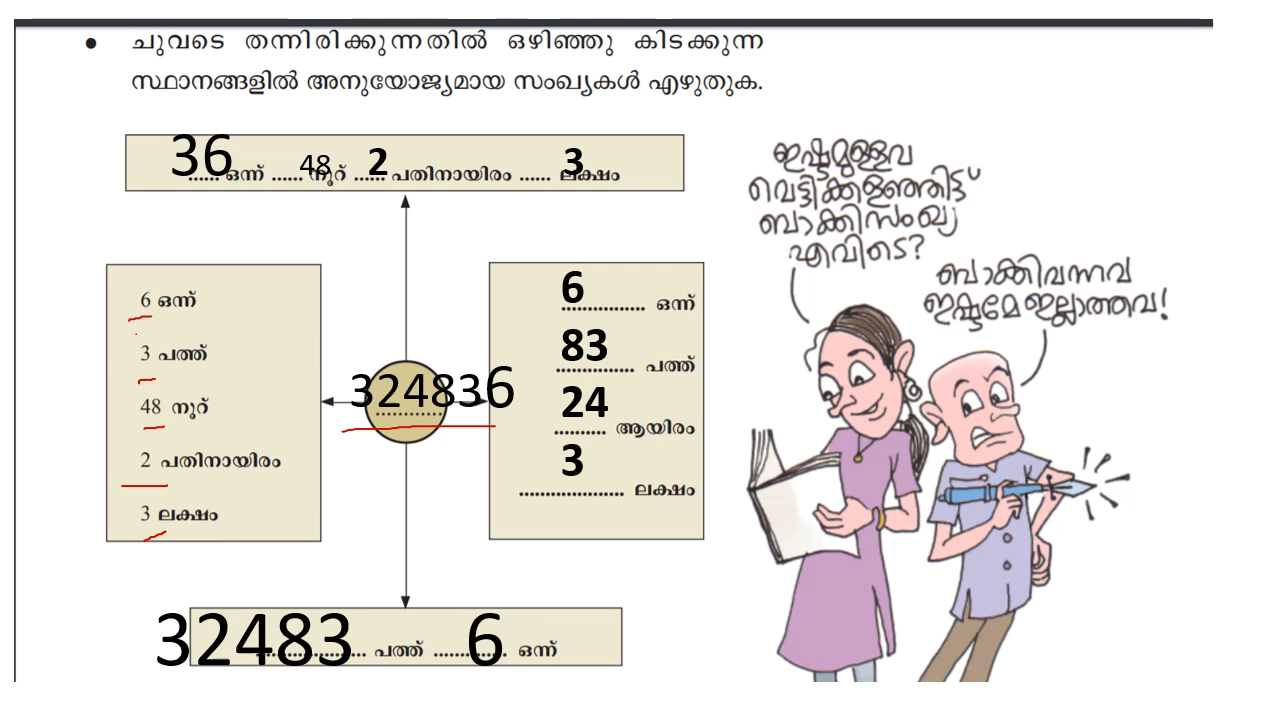 • ചുവടെ തന്നിരിക്കുന്നതിൽ ഒഴിഞ്ഞു കിടക്കുന്ന
സ്ഥാനങ്ങളിൽ അനുയോജ്യമായ സംഖ്യകൾ എഴുതുക.
36 ...... ഒന്ന് 48 ...... നൂറ് 2 ...... പതിനായിരം 3 ...... ലക്ഷം
6 ഒന്ന്
3 പത്ത്
48 നൂറ്
2 പതിനായിരം
3 ലക്ഷം
324836
6 ................ ഒന്ന്
83 ............... പത്ത്
24 .......... ആയിരം
3 ..................... ലക്ഷം
32483 ..................... പത്ത് 6 .............. ഒന്ന്
ഇഷ്ടമുള്ളവ
വെട്ടിക്കളഞ്ഞിട്ട്
ബാക്കിസംഖ്യ
എവിടെ?
ബാക്കിവന്നവ
ഇഷ്ടമേ ഇല്ലാത്തവ!